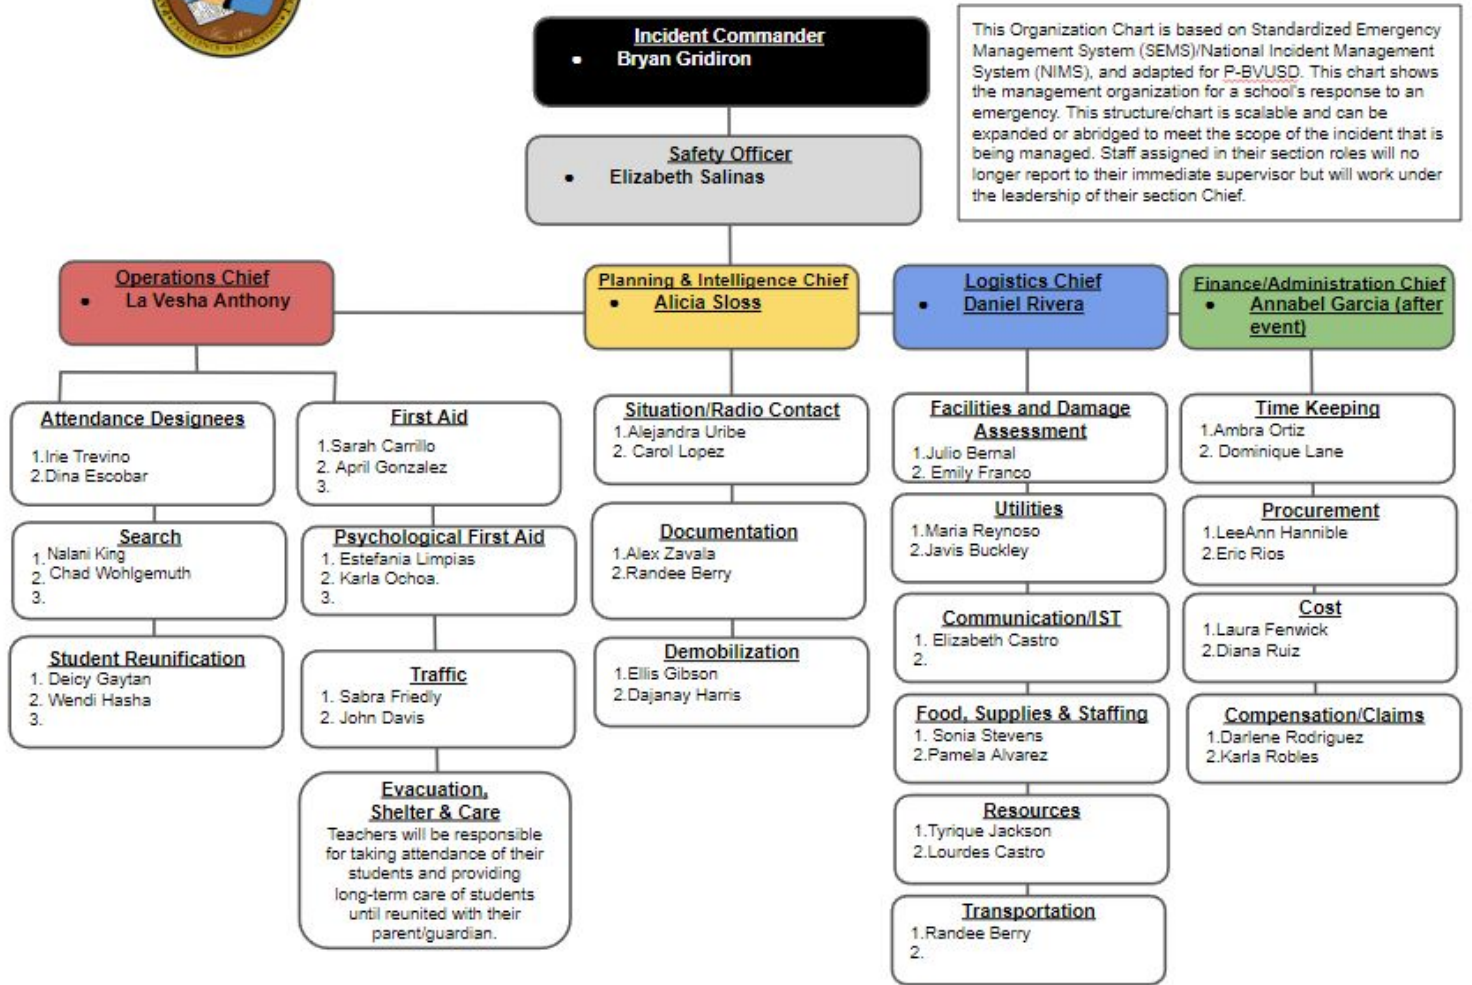 EXCELLENCE IN EDUCATION
Incident Commander
● Bryan Gridiron
This Organization Chart is based on Standardized Emergency
Management System (SEMS)/National Incident Management
System (NIMS), and adapted for P-BVUSD. This chart shows
the management organization for a school's response to an
emergency. This structure/chart is scalable and can be
expanded or abridged to meet the scope of the incident that is
being managed. Staff assigned in their section roles will no
longer report to their immediate supervisor but will work under
the leadership of their section Chief.
Safety Officer
● Elizabeth Salinas
Operations Chief
● La Vesha Anthony
Planning & Intelligence Chief
● Alicia Sloss
Logistics Chief
● Daniel Rivera
Finance/Administration Chief
● Annabel Garcia (after
event)
Attendance Designees
1.Irie Trevino
2.Dina Escobar
Search
1. Nalani King
2. Chad Wohlgemuth
3.
Student Reunification
1. Deicy Gaytan
2. Wendi Hasha
3.
First Aid
1.Sarah Carrillo
2. April Gonzalez
3.
Psychological First Aid
1. Estefania Limpias
2. Karla Ochoa.
3.
Traffic
1. Sabra Friedly
2. John Davis
Evacuation,
Shelter & Care
Teachers will be responsible
for taking attendance of their
students and providing
long-term care of students
until reunited with their
parent/guardian.
Situation/Radio Contact
1.Alejandra Uribe
2. Carol Lopez
Documentation
1.Alex Zavala
2.Randee Berry
Demobilization
1.Ellis Gibson
2.Dajanay Harris
Facilities and Damage
Assessment
1.Julio Bernal
2. Emily Franco
Utilities
1.Maria Reynoso
2.Javis Buckley
Communication/IST
1. Elizabeth Castro
2.
Food, Supplies & Staffing
1. Sonia Stevens
2.Pamela Alvarez
Resources
1.Tyrique Jackson
2.Lourdes Castro
Transportation
1.Randee Berry
2.
Time Keeping
1.Ambra Ortiz
2. Dominique Lane
Procurement
1.LeeAnn Hannible
2.Eric Rios
Cost
1.Laura Fenwick
2.Diana Ruiz
Compensation/Claims
1.Darlene Rodriguez
2.Karla Robles